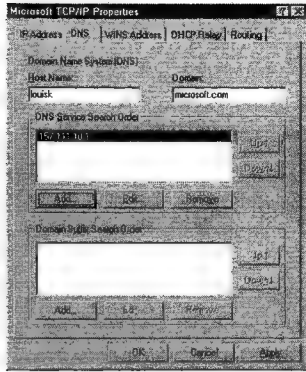 Microsoft TCP/IP Properties
IP Address DNS WINS Address DHCP Relay Routing
Domain Name System (DNS)
Host Name: Domain:
louisk microsoft.com
DNS Service Search Order
Up↑
Down↓
Add... Edit... Remove
Domain Suffix Search Order
Up↑
Down↓
Add... Edit... Remove
OK Cancel Apply